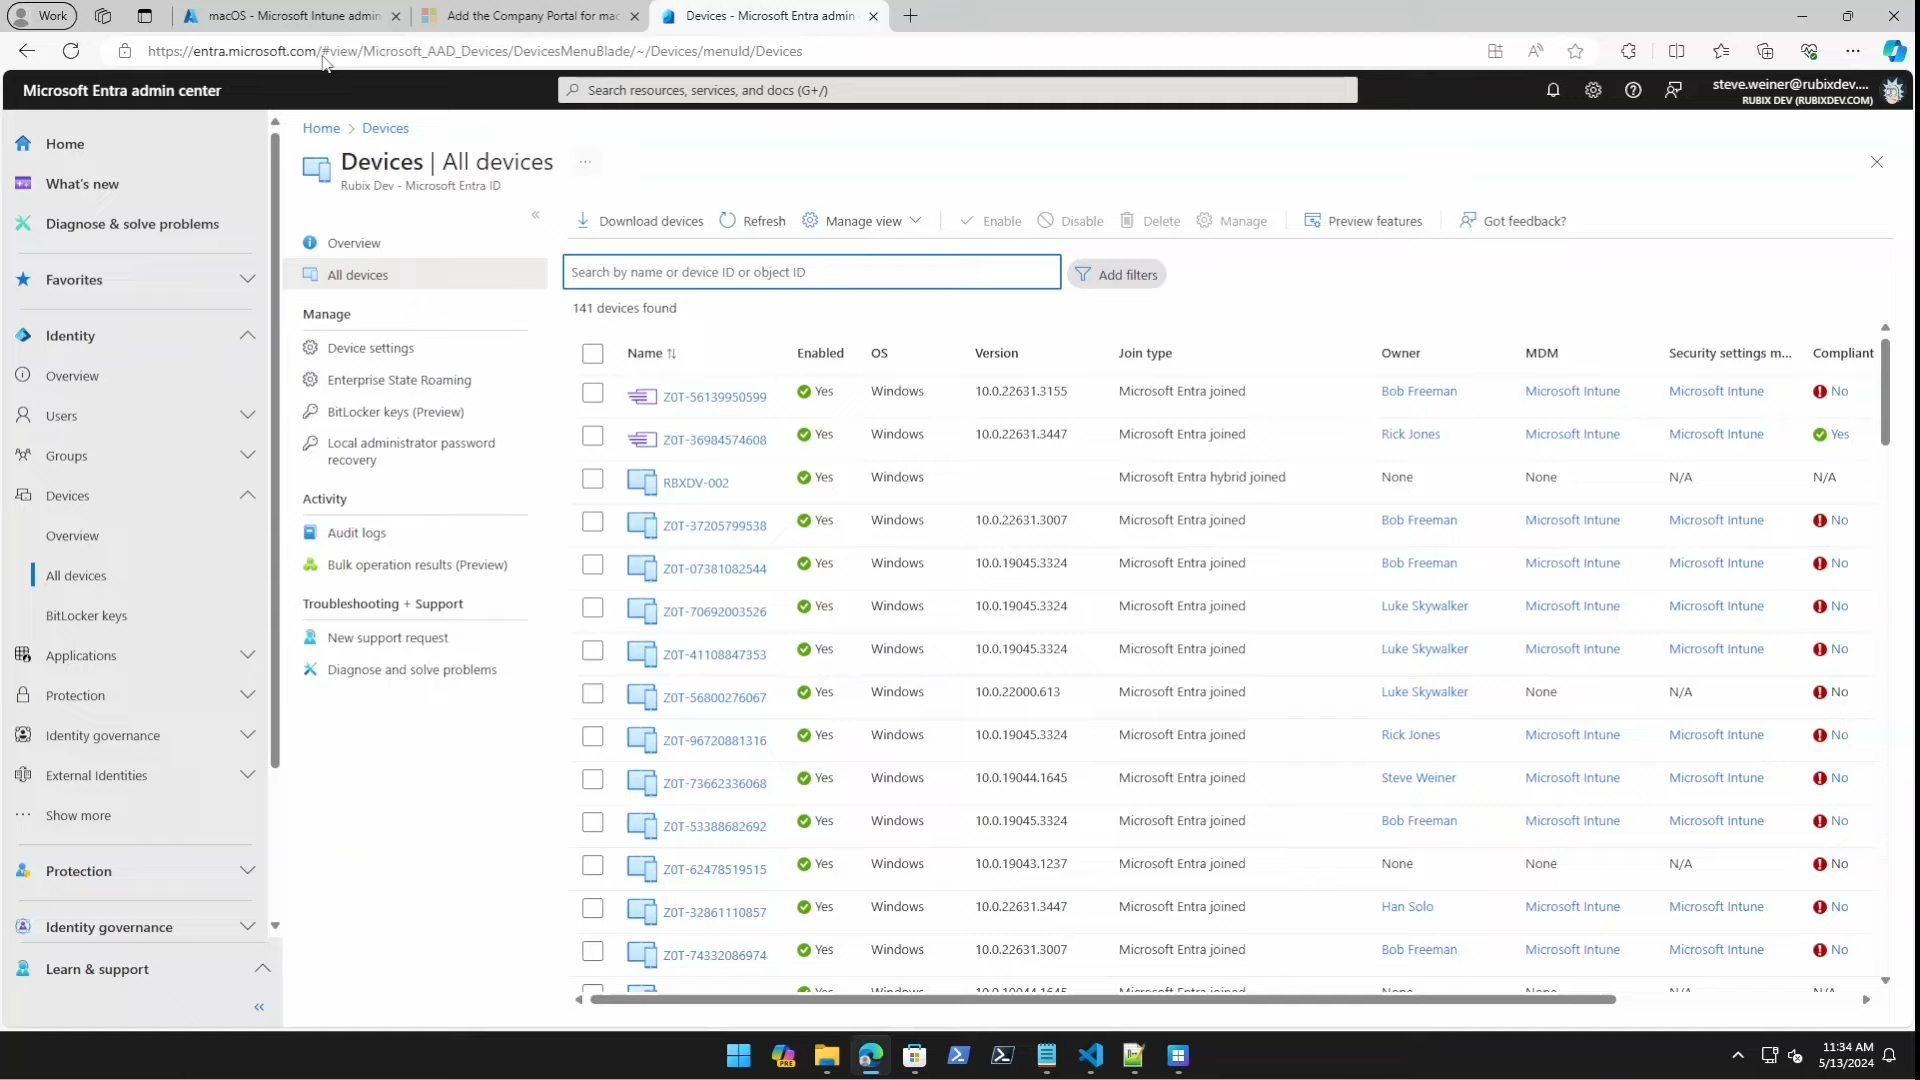 Work
macOS - Microsoft Intune admin
Add the Company Portal for mac
Devices - Microsoft Entra admin
https://entra.microsoft.com/#view/Microsoft_AAD_Devices/DevicesMenuBlade/~/Devices/menuId/Devices
Microsoft Entra admin center
Search resources, services, and docs (G+/)
steve.weiner@rubixdev....
RUBIX DEV (RUBIXDEV.COM)
Home
What's new
Diagnose & solve problems
Favorites
Identity
Overview
Users
Groups
Devices
Overview
All devices
BitLocker keys
Applications
Protection
Identity governance
External Identities
Show more
Protection
Identity governance
Learn & support
Home > Devices
Devices | All devices
Rubix Dev - Microsoft Entra ID
Overview
All devices
Manage
Device settings
Enterprise State Roaming
BitLocker keys (Preview)
Local administrator password
recovery
Activity
Audit logs
Bulk operation results (Preview)
Troubleshooting + Support
New support request
Diagnose and solve problems
Download devices Refresh Manage view Enable Disable Delete Manage Preview features Got feedback?
Search by name or device ID or object ID
Add filters
141 devices found
Name Enabled OS Version Join type Owner MDM Security settings m... Compliant
Z0T-56139950599 Yes Windows 10.0.22631.3155 Microsoft Entra joined Bob Freeman Microsoft Intune Microsoft Intune No
Z0T-36984574608 Yes Windows 10.0.22631.3447 Microsoft Entra joined Rick Jones Microsoft Intune Microsoft Intune Yes
RBXDV-002 Yes Windows Microsoft Entra hybrid joined None None N/A N/A
Z0T-37205799538 Yes Windows 10.0.22631.3007 Microsoft Entra joined Bob Freeman Microsoft Intune Microsoft Intune No
Z0T-07381082544 Yes Windows 10.0.19045.3324 Microsoft Entra joined Bob Freeman Microsoft Intune Microsoft Intune No
Z0T-70692003526 Yes Windows 10.0.19045.3324 Microsoft Entra joined Luke Skywalker Microsoft Intune Microsoft Intune No
Z0T-41108847353 Yes Windows 10.0.19045.3324 Microsoft Entra joined Luke Skywalker Microsoft Intune Microsoft Intune No
Z0T-56800276067 Yes Windows 10.0.22000.613 Microsoft Entra joined Luke Skywalker None N/A No
Z0T-96720881316 Yes Windows 10.0.19045.3324 Microsoft Entra joined Rick Jones Microsoft Intune Microsoft Intune No
Z0T-73662336068 Yes Windows 10.0.19044.1645 Microsoft Entra joined Steve Weiner Microsoft Intune Microsoft Intune No
Z0T-53388682692 Yes Windows 10.0.19045.3324 Microsoft Entra joined Bob Freeman Microsoft Intune Microsoft Intune No
Z0T-62478519515 Yes Windows 10.0.19043.1237 Microsoft Entra joined None None N/A No
Z0T-32861110857 Yes Windows 10.0.22631.3447 Microsoft Entra joined Han Solo Microsoft Intune Microsoft Intune No
Z0T-74332086974 Yes Windows 10.0.22631.3007 Microsoft Entra joined Bob Freeman Microsoft Intune Microsoft Intune No
Yes Windows 10.0.19044.1645 Microsoft Entra joined None None N/A N/A
PRE
11:34 AM
5/13/2024